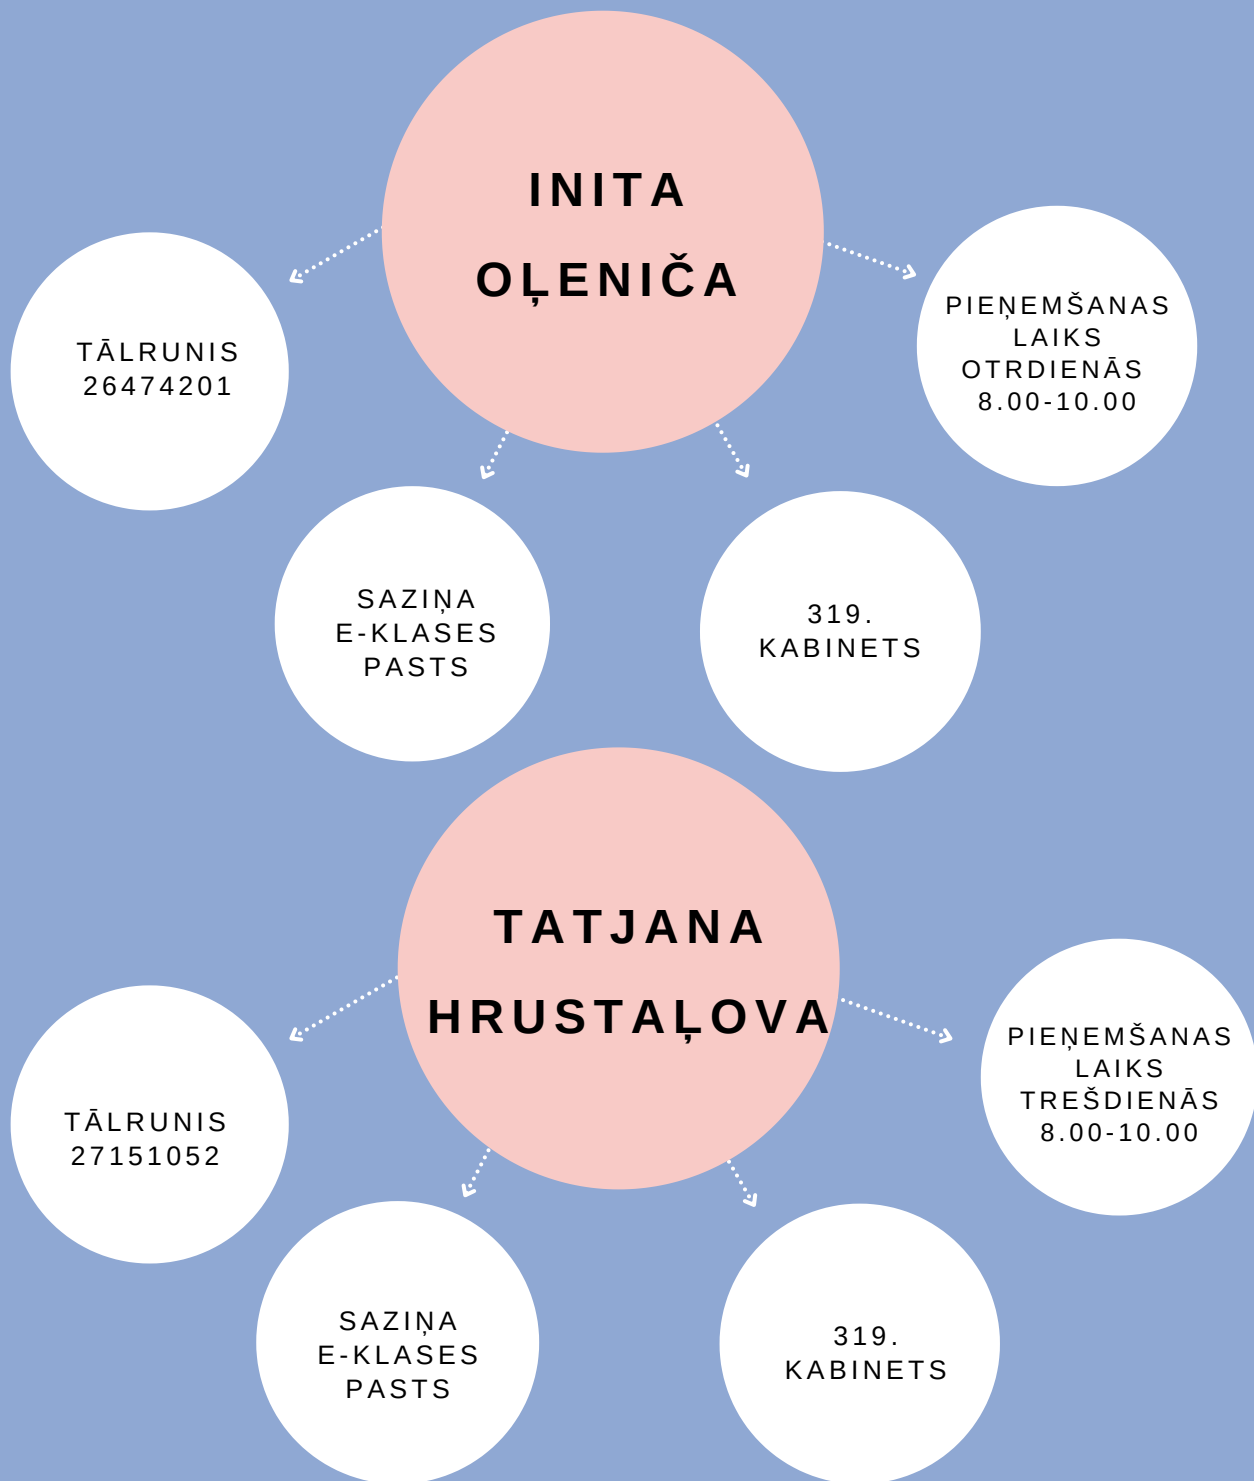 INITA
OĻENIČA
TĀLRUNIS
26474201
PIEŅEMŠANAS
LAIKS
OTRDIENĀS
8.00-10.00
SAZIŅA
E-KLASES
PASTS
319.
KABINETS
TATJANA
HRUSTAĻOVA
TĀLRUNIS
27151052
PIEŅEMŠANAS
LAIKS
TREŠDIENĀS
8.00-10.00
SAZIŅA
E-KLASES
PASTS
319.
KABINETS